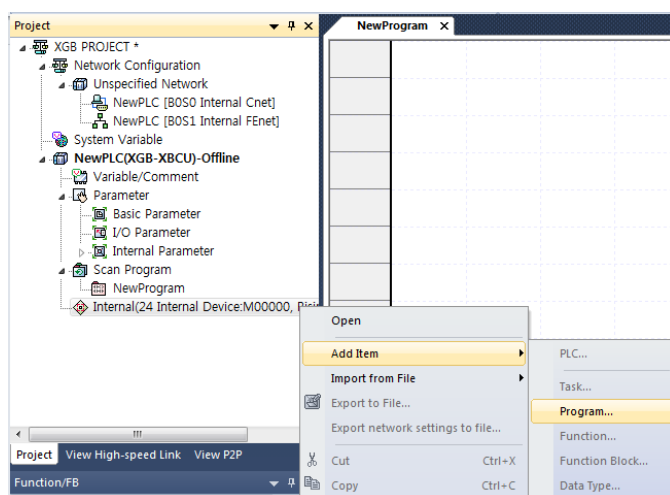 Project
NewProgram
XGB PROJECT *
Network Configuration
Unspecified Network
NewPLC [B0S0 Internal Cnet]
NewPLC [B0S1 Internal FEnet]
System Variable
NewPLC(XGB-XBCU)-Offline
Variable/Comment
Parameter
Basic Parameter
I/O Parameter
Internal Parameter
Scan Program
NewProgram
Internal(24 Internal Device:M00000,
Open
Add Item
PLC...
Import from File
Task...
Export to File...
Program...
Export network settings to file...
Function...
Project View High-speed Link View P2P
Cut Ctrl+X
Function Block...
Function/FB
Copy Ctrl+C
Data Type...